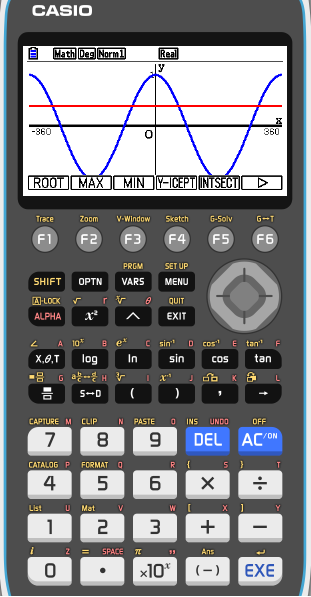 CASIO
Math Deg Norm1 Real
y
1
x
-360 O 360
ROOT MAX MIN Y-ICEPT INTSECT ▷
Trace Zoom V-Window Sketch G-Solv G↔T
F1 F2 F3 F4 F5 F6
PRGM SET UP
SHIFT OPTN VARS MENU
A-LOCK √ r ³√ θ QUIT
ALPHA x² ^ EXIT
∠ A 10ˣ B eˣ C sin⁻¹ D cos⁻¹ E tan⁻¹ F
X,θ,T log ln sin cos tan
G a b/c↔d/c H ³√ I x⁻¹ J K L
S↔D ( ) , →
CAPTURE M CLIP N PASTE O INS UNDO OFF
7 8 9 DEL AC/ON
CATALOG P FORMAT Q R { S } T
4 5 6 × ÷
List U Mat V W [ X ] Y
1 2 3 + −
i Z = SPACE π " Ans ↵
0 • ×10ˣ (−) EXE